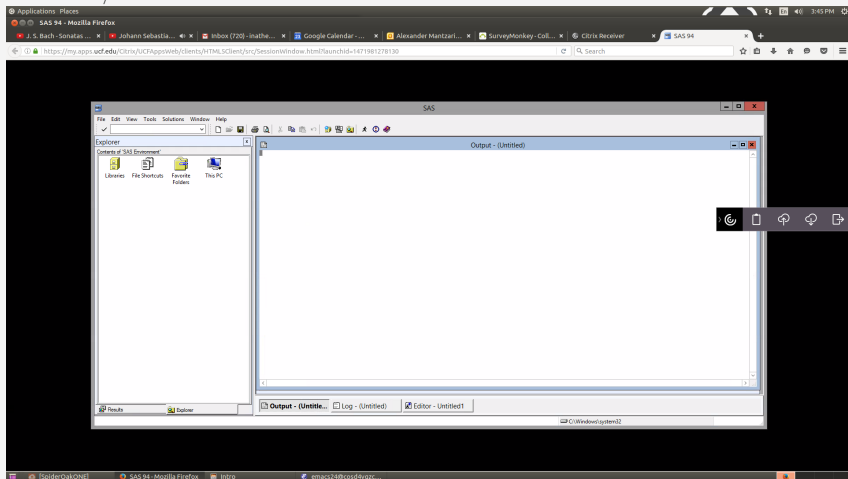 Applications Places
En 3:45 PM
SAS 94 - Mozilla Firefox
J. S. Bach - Sonatas ... Johann Sebastia... Inbox (720) - inathe... Google Calendar - ... Alexander Mantzari... SurveyMonkey - Coll... Citrix Receiver SAS 94
https://my.apps.ucf.edu/Citrix/UCFAppsWeb/clients/HTML5Client/src/SessionWindow.html?launchid=1471981278130
Search
SAS
File Edit View Tools Solutions Window Help
Explorer
Output - (Untitled)
Contents of 'SAS Environment'
Libraries File Shortcuts Favorite Folders This PC
Results Explorer
Output - (Untitle... Log - (Untitled) Editor - Untitled1
C:\Windows\system32
[SpiderOakONE] SAS 94 - Mozilla Firefox Intro